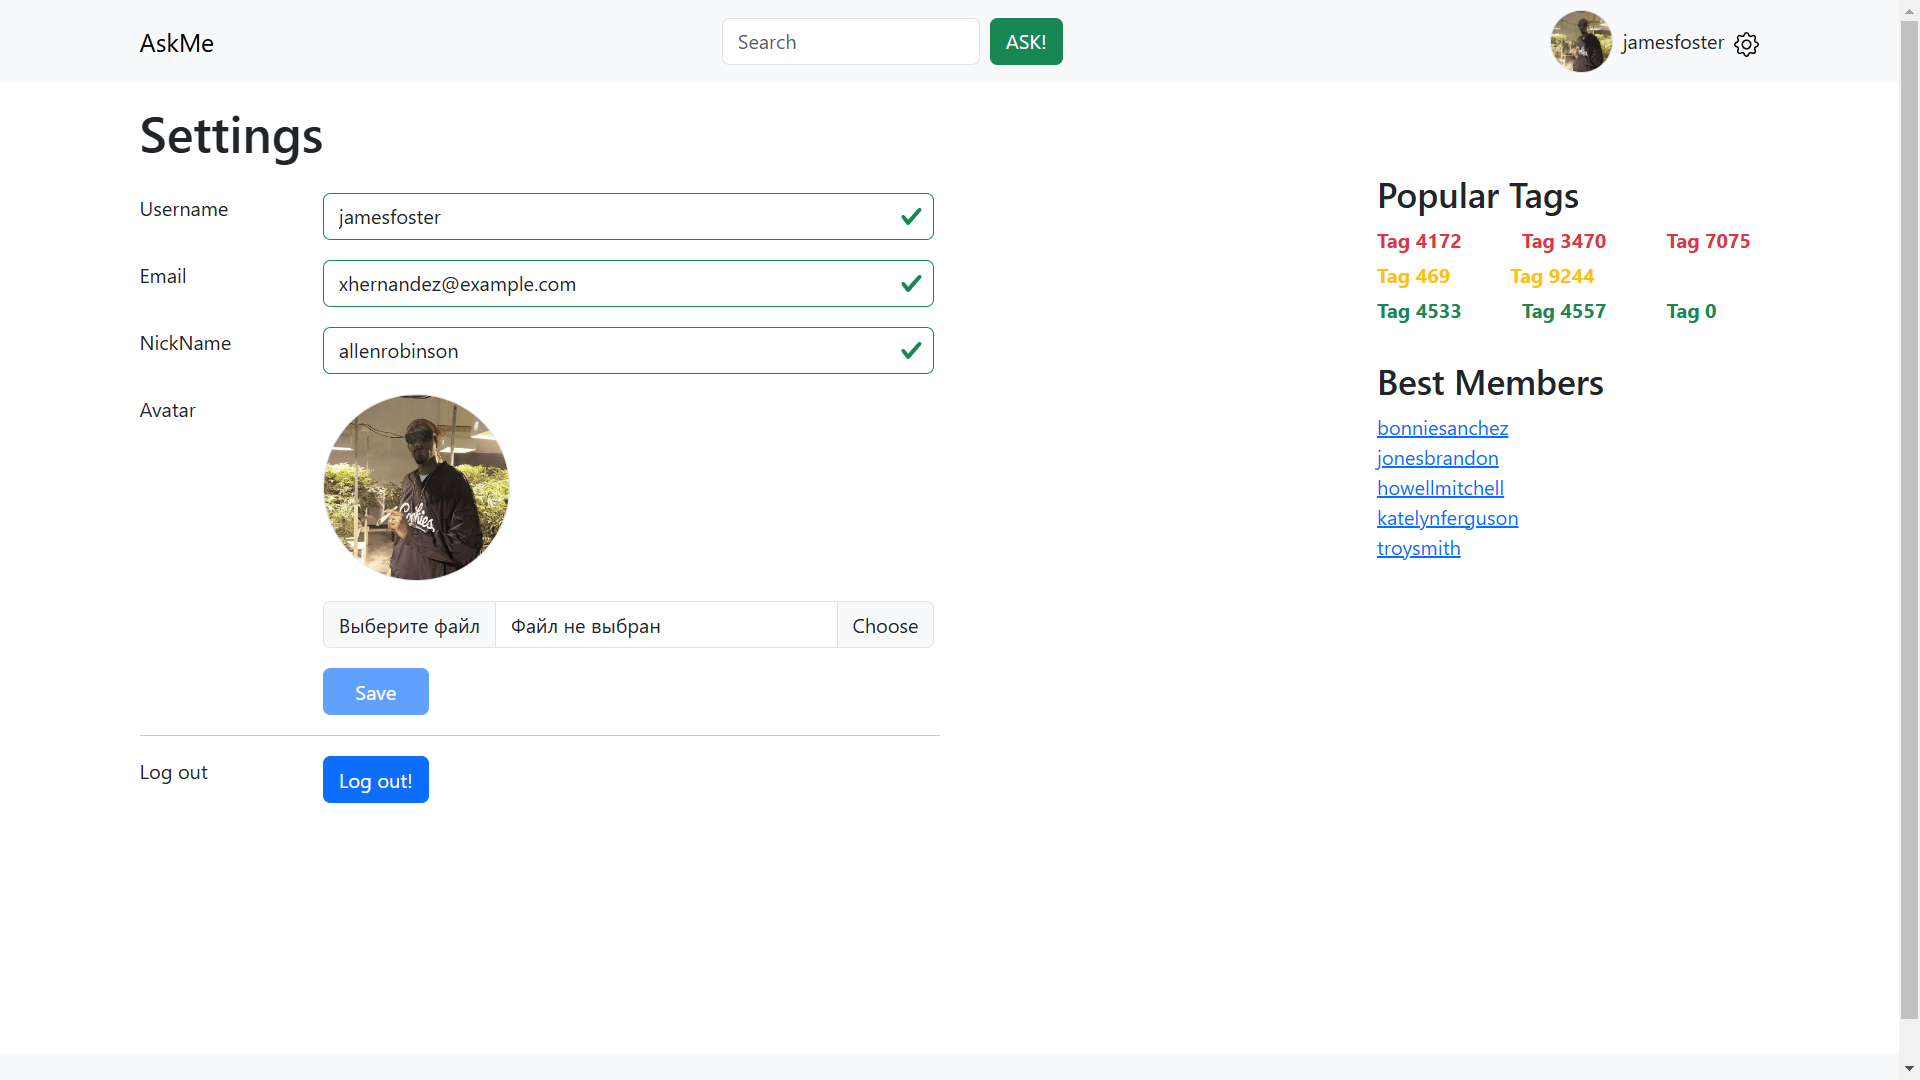 AskMe
Search
ASK!
jamesfoster
Settings
Username
jamesfoster
Email
xhernandez@example.com
NickName
allenrobinson
Avatar
Cookies
Выберите файл
Файл не выбран
Choose
Save
Log out
Log out!
Popular Tags
Tag 4172 Tag 3470 Tag 7075
Tag 469 Tag 9244
Tag 4533 Tag 4557 Tag 0
Best Members
bonniesanchez
jonesbrandon
howellmitchell
katelynferguson
troysmith